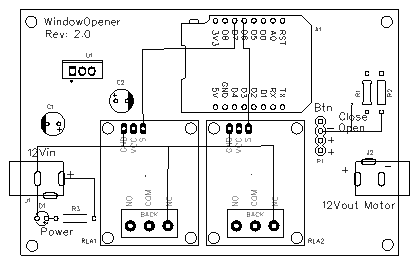 WindowOpener
Rev: 2.0
U1
C2
C1
3V3 D8 D7 D6 D5 D0 A0 RST
A1
5V GND D4 D3 D2 D1 RX Tx
R1
R2
Btn
Close
- Open
+
+
P1
GND VCC S
GND VCC S
12Vin
+
J1
D1
R3
Power
NO COM NC
BACK
RLA1
NO COM NC
BACK
RLA2
J2
+ -
12Vout Motor